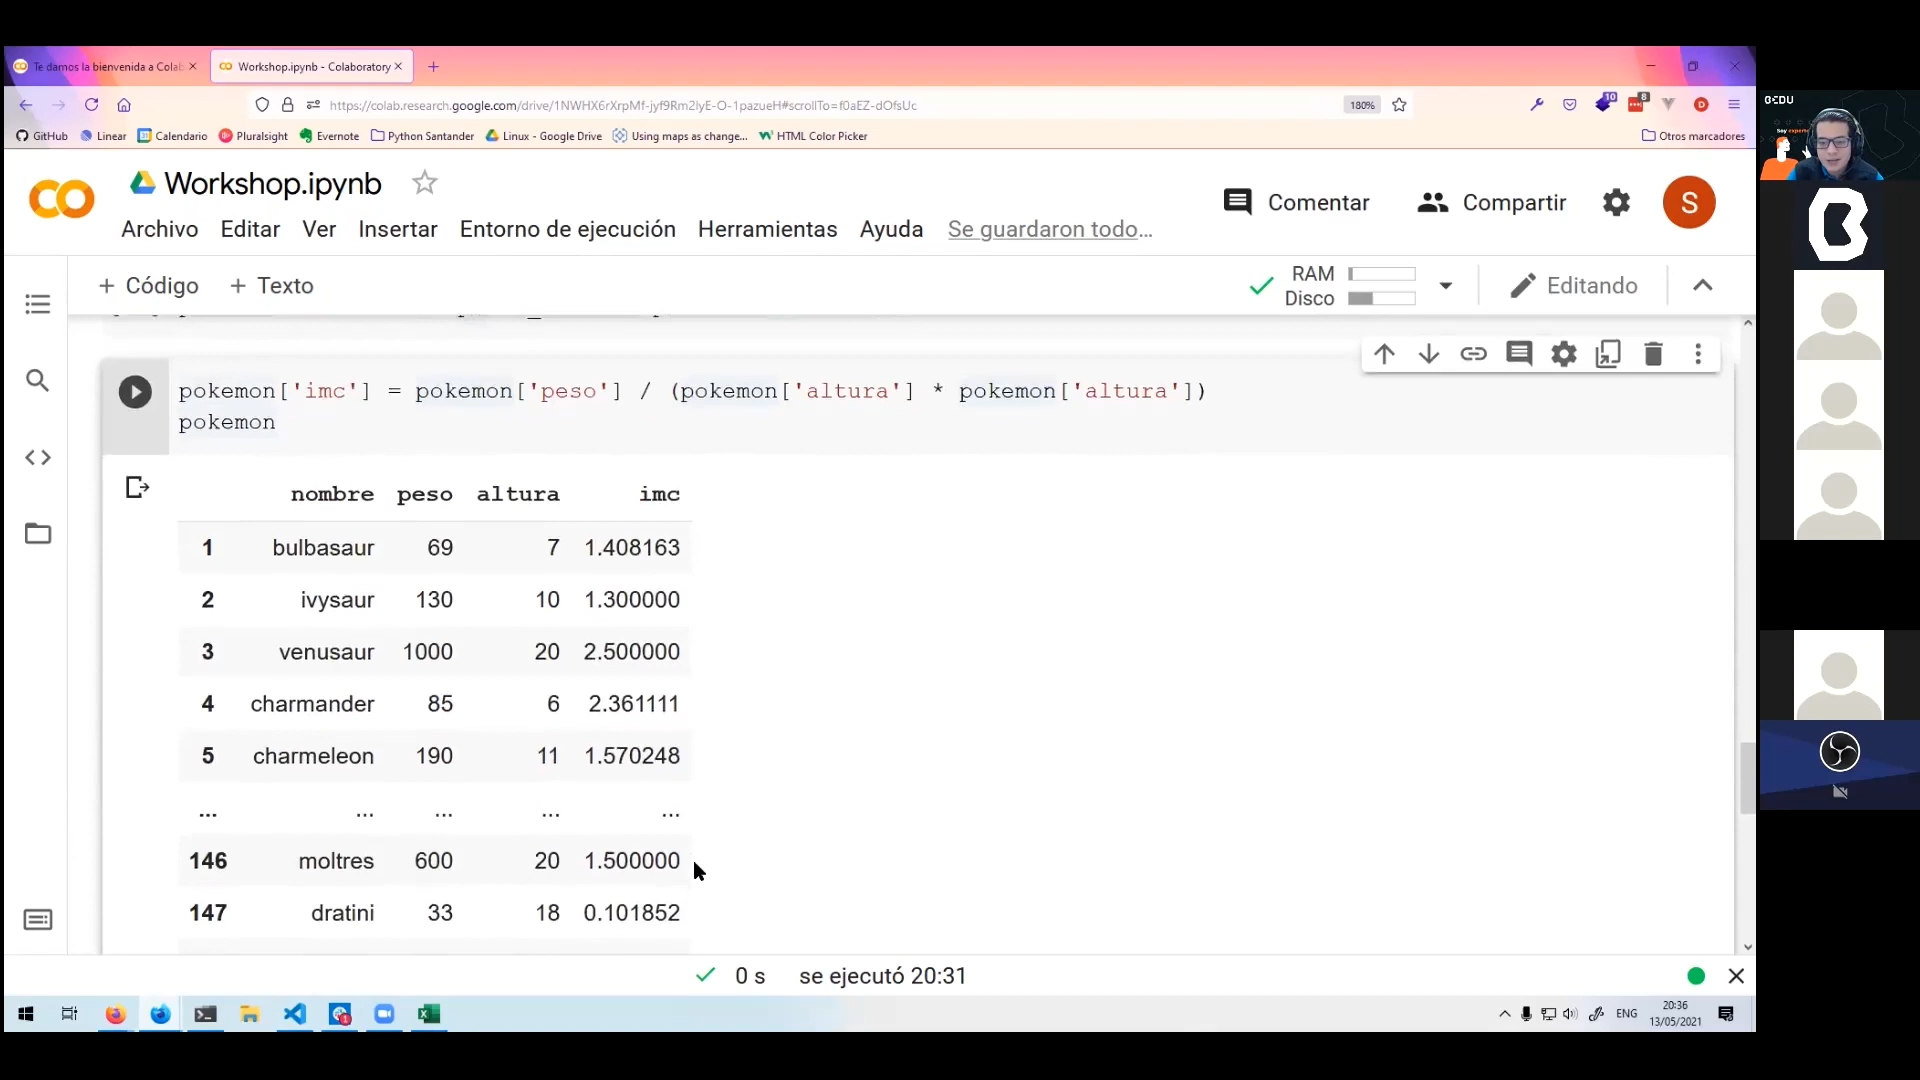 Te damos la bienvenida a Colab
Workshop.ipynb - Colaboratory
https://colab.research.google.com/drive/1NWHX6rXrpMf-jyf9Rm2lyE-O-1pazueH#scrollTo=f0aEZ-dOfsUc
180%
10
8
D
GitHub
Linear
Calendario
Pluralsight
Evernote
Python Santander
Linux - Google Drive
Using maps as change...
HTML Color Picker
Otros marcadores
BEDU
Soy experto
Workshop.ipynb
Comentar
Compartir
S
Archivo Editar Ver Insertar Entorno de ejecución Herramientas Ayuda Se guardaron todo...
+ Código + Texto
RAM
Disco
Editando
pokemon['imc'] = pokemon['peso'] / (pokemon['altura'] * pokemon['altura'])
pokemon
nombre peso altura imc
1 bulbasaur 69 7 1.408163
2 ivysaur 130 10 1.300000
3 venusaur 1000 20 2.500000
4 charmander 85 6 2.361111
5 charmeleon 190 11 1.570248
... ... ... ... ...
146 moltres 600 20 1.500000
147 dratini 33 18 0.101852
0 s se ejecutó 20:31
ENG
20:36
13/05/2021